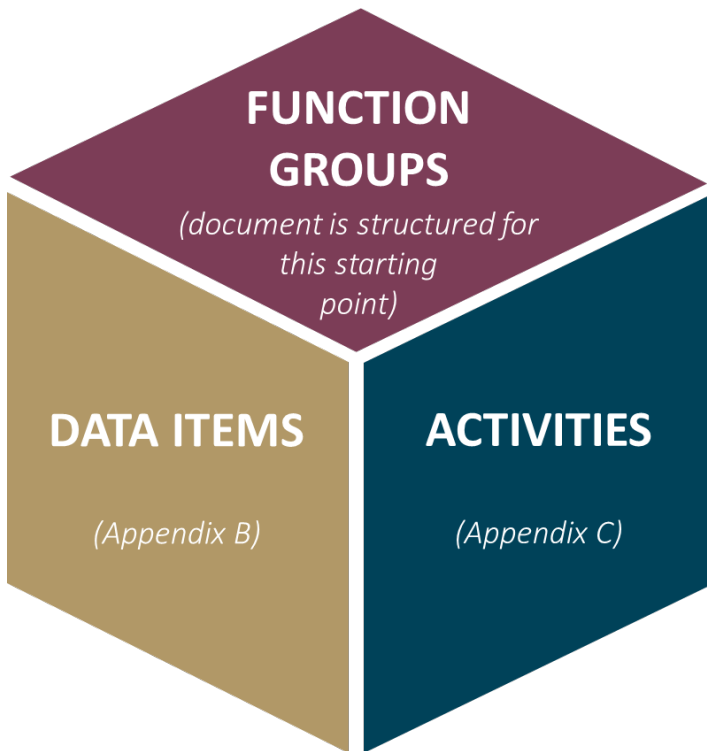 FUNCTION
GROUPS
(document is structured for
this starting
point)
DATA ITEMS
(Appendix B)
ACTIVITIES
(Appendix C)